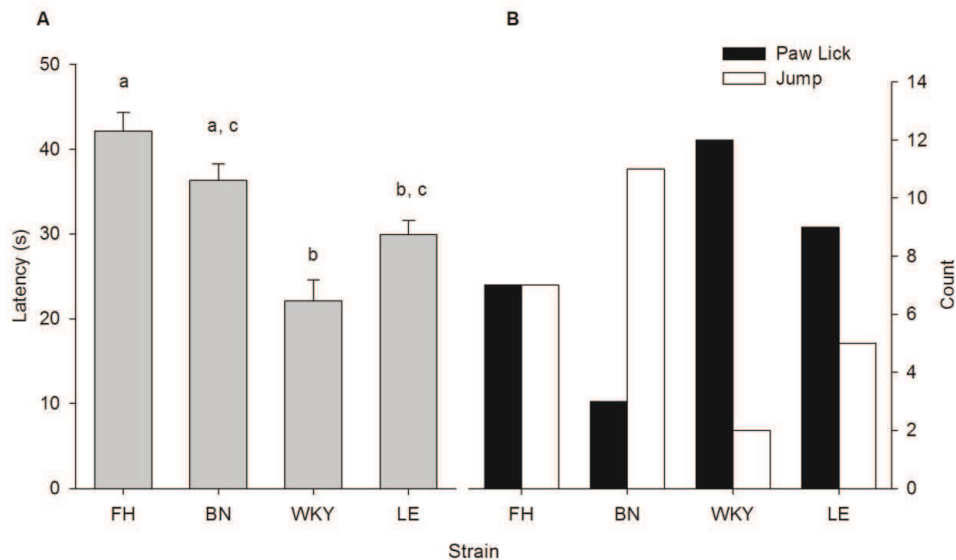 A
B
Paw Lick
Jump
50
40
30
20
10
0
Latency (s)
a
a, c
b
b, c
FH
BN
WKY
LE
14
12
10
8
6
4
2
0
Count
FH
BN
WKY
LE
Strain